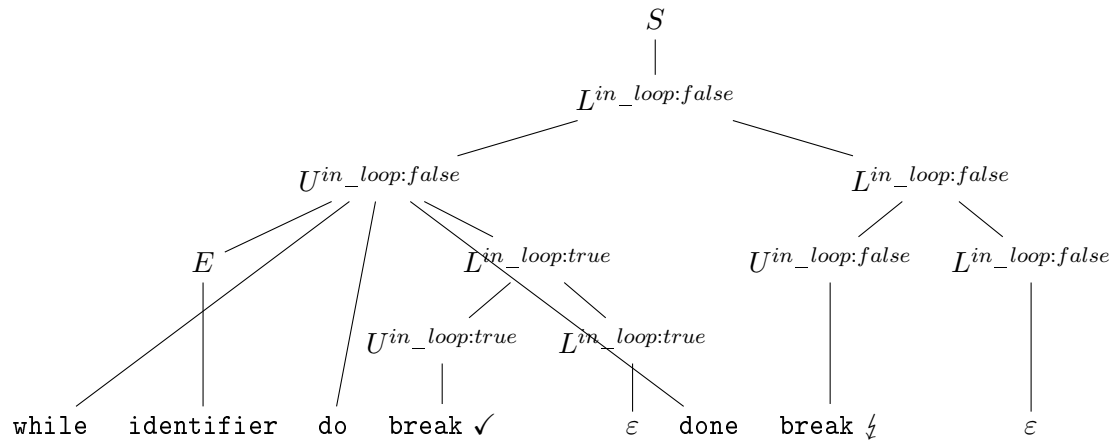 S
L^{in_loop:false}
U^{in_loop:false} L^{in_loop:false}
E L^{in_loop:true} U^{in_loop:false} L^{in_loop:false}
U^{in_loop:true} L^{in_loop:true}
while identifier do break ✓ ε done break ↯ ε